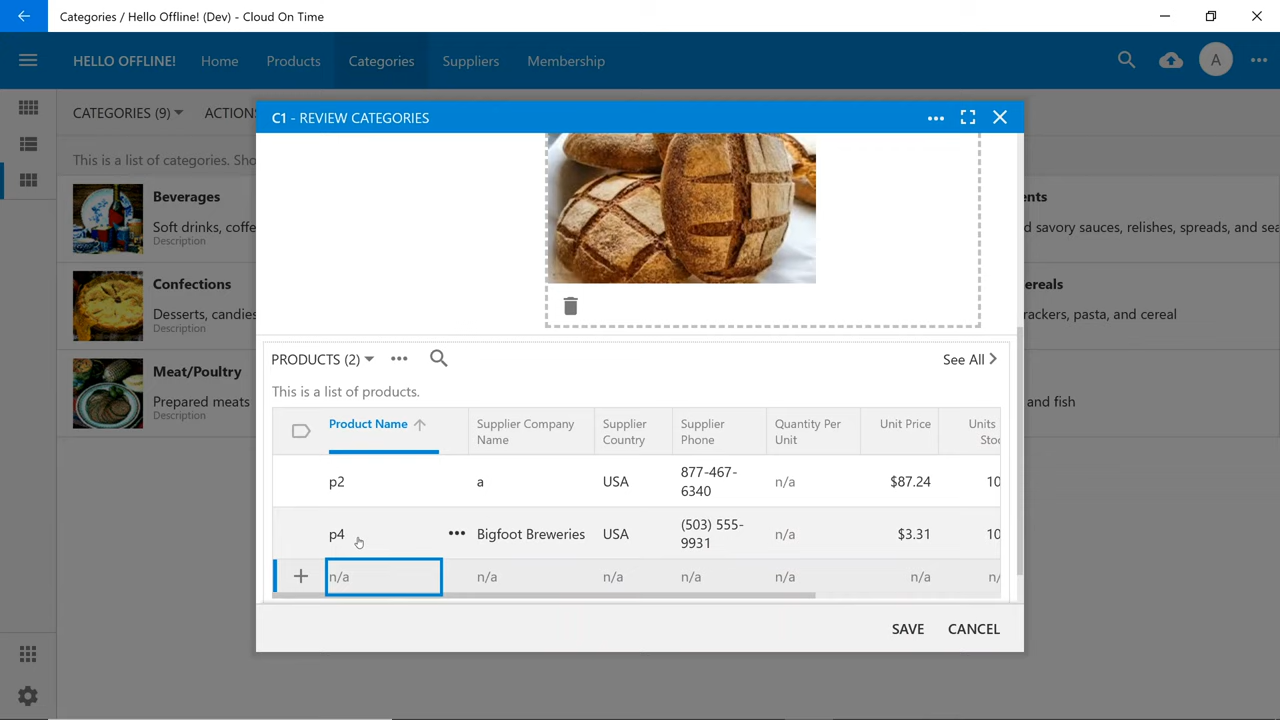 Categories / Hello Offline! (Dev) - Cloud On Time
HELLO OFFLINE! Home Products Categories Suppliers Membership A
CATEGORIES (9) ACTIONS
C1 - REVIEW CATEGORIES
This is a list of categories. Sho
Beverages
Soft drinks, coffe
Description
Confections
Desserts, candies
Description
Meat/Poultry
Prepared meats
Description
ents
d savory sauces, relishes, spreads, and sea
ereals
rackers, pasta, and cereal
and fish
PRODUCTS (2) See All
This is a list of products.
Product Name Supplier Company Name Supplier Country Supplier Phone Quantity Per Unit Unit Price Units Stoc
p2 a USA 877-467-6340 n/a $87.24 10
p4 Bigfoot Breweries USA (503) 555-9931 n/a $3.31 10
n/a n/a n/a n/a n/a n/a n/
SAVE CANCEL